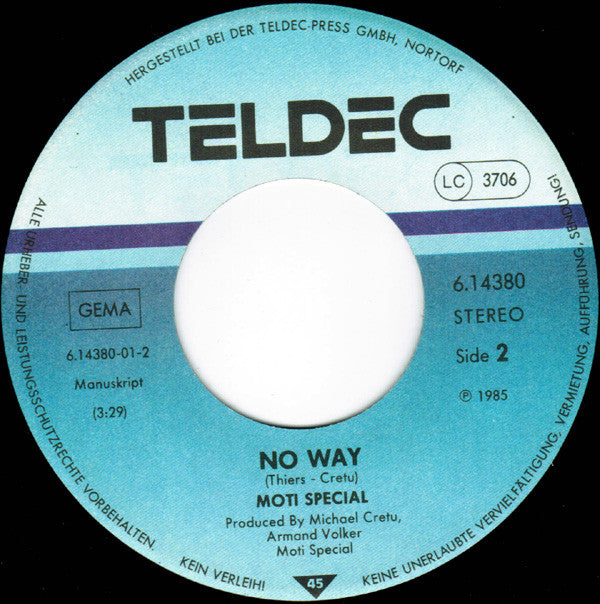 HERGESTELLT BEI DER TELDEC-PRESS GMBH, NORTORF
TELDEC
LC 3706
GEMA
6.14380-01-2
Manuskript
(3:29)
6.14380
STEREO
Side 2
℗ 1985
NO WAY
(Thiers - Cretu)
MOTI SPECIAL
Produced By Michael Cretu,
Armand Volker
Moti Special
ALLE URHEBER UND LEISTUNGSSCHUTZRECHTE VORBEHALTEN.
KEIN VERLEIH!
45
KEINE UNERLAUBTE VERVIELFÄLTIGUNG, VERMIETUNG, AUFFÜHRUNG, SENDUNG!